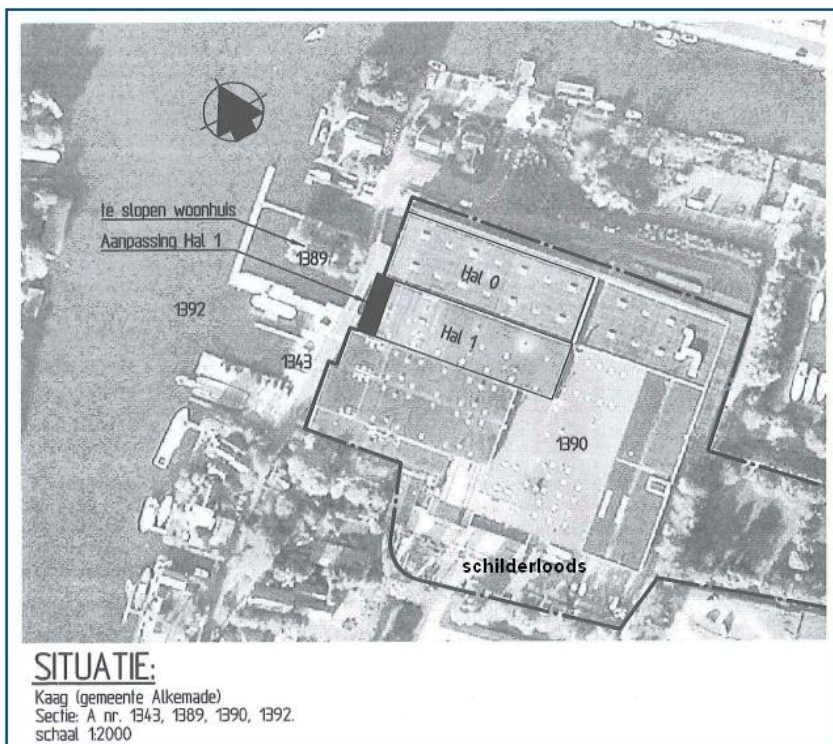 te slopen woonhuis
Aanpassing Hal 1
1389
1392
1343
Hal 0
Hal 1
1390
schilderloods
SITUATIE:
Kaag (gemeente Alkemade)
Sectie: A nr. 1343, 1389, 1390, 1392.
schaal 1:2000